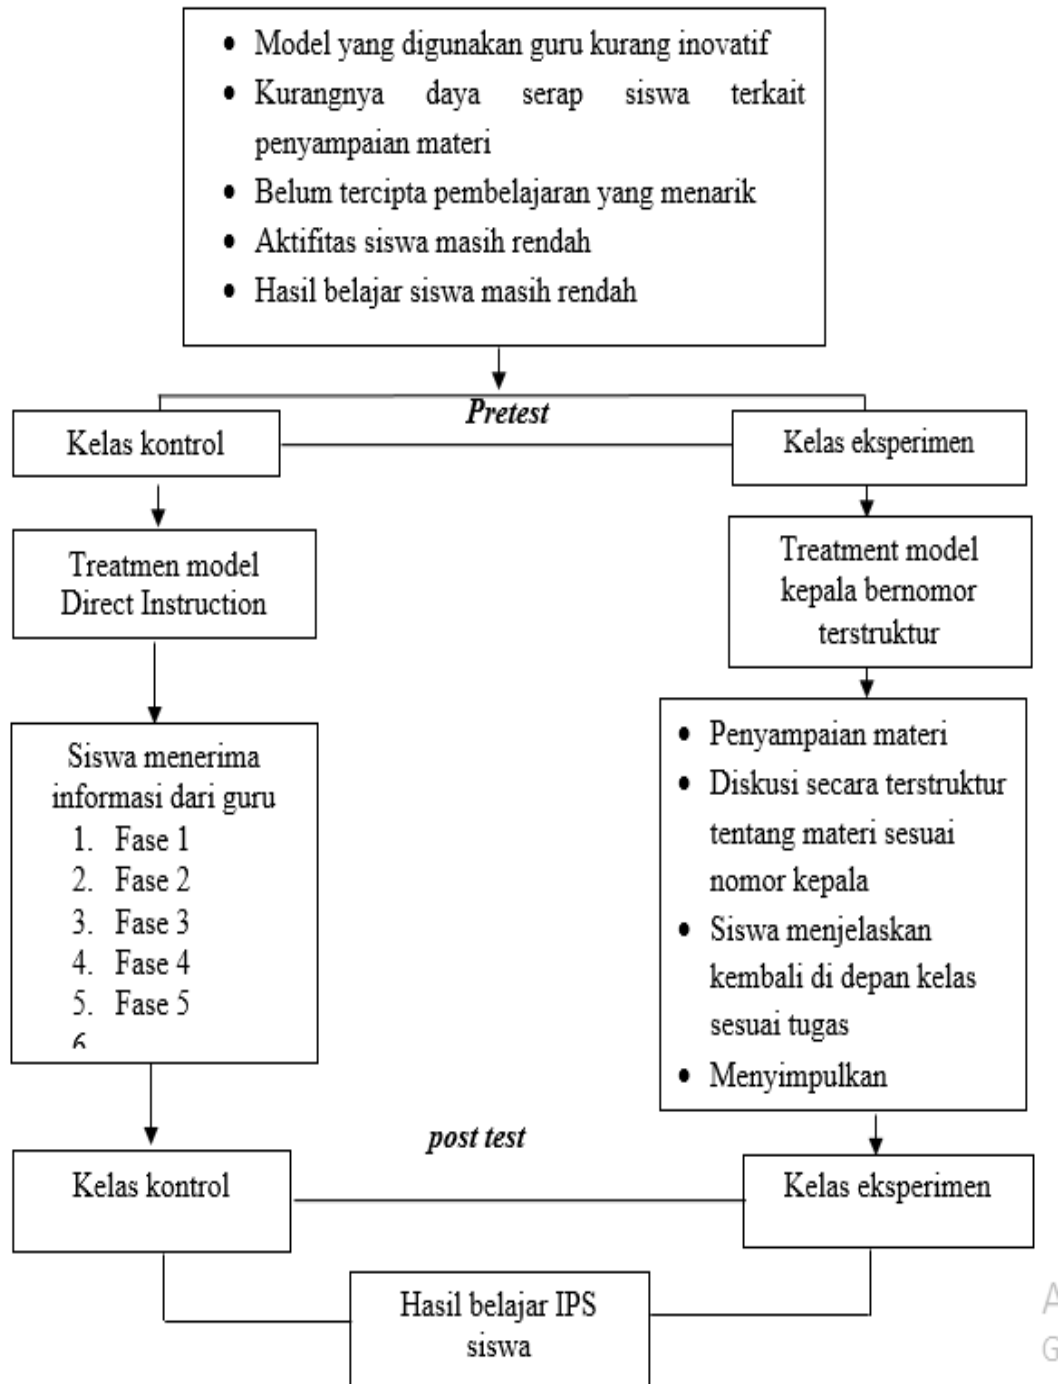 • Model yang digunakan guru kurang inovatif
• Kurangnya daya serap siswa terkait
penyampaian materi
• Belum tercipta pembelajaran yang menarik
• Aktifitas siswa masih rendah
• Hasil belajar siswa masih rendah
Pretest
Kelas kontrol
Kelas eksperimen
Treatmen model
Direct Instruction
Treatment model
kepala bernomor
terstruktur
Siswa menerima
informasi dari guru
1. Fase 1
2. Fase 2
3. Fase 3
4. Fase 4
5. Fase 5
6
• Penyampaian materi
• Diskusi secara terstruktur
tentang materi sesuai
nomor kepala
• Siswa menjelaskan
kembali di depan kelas
sesuai tugas
• Menyimpulkan
post test
Kelas kontrol
Kelas eksperimen
Hasil belajar IPS
siswa
A
G